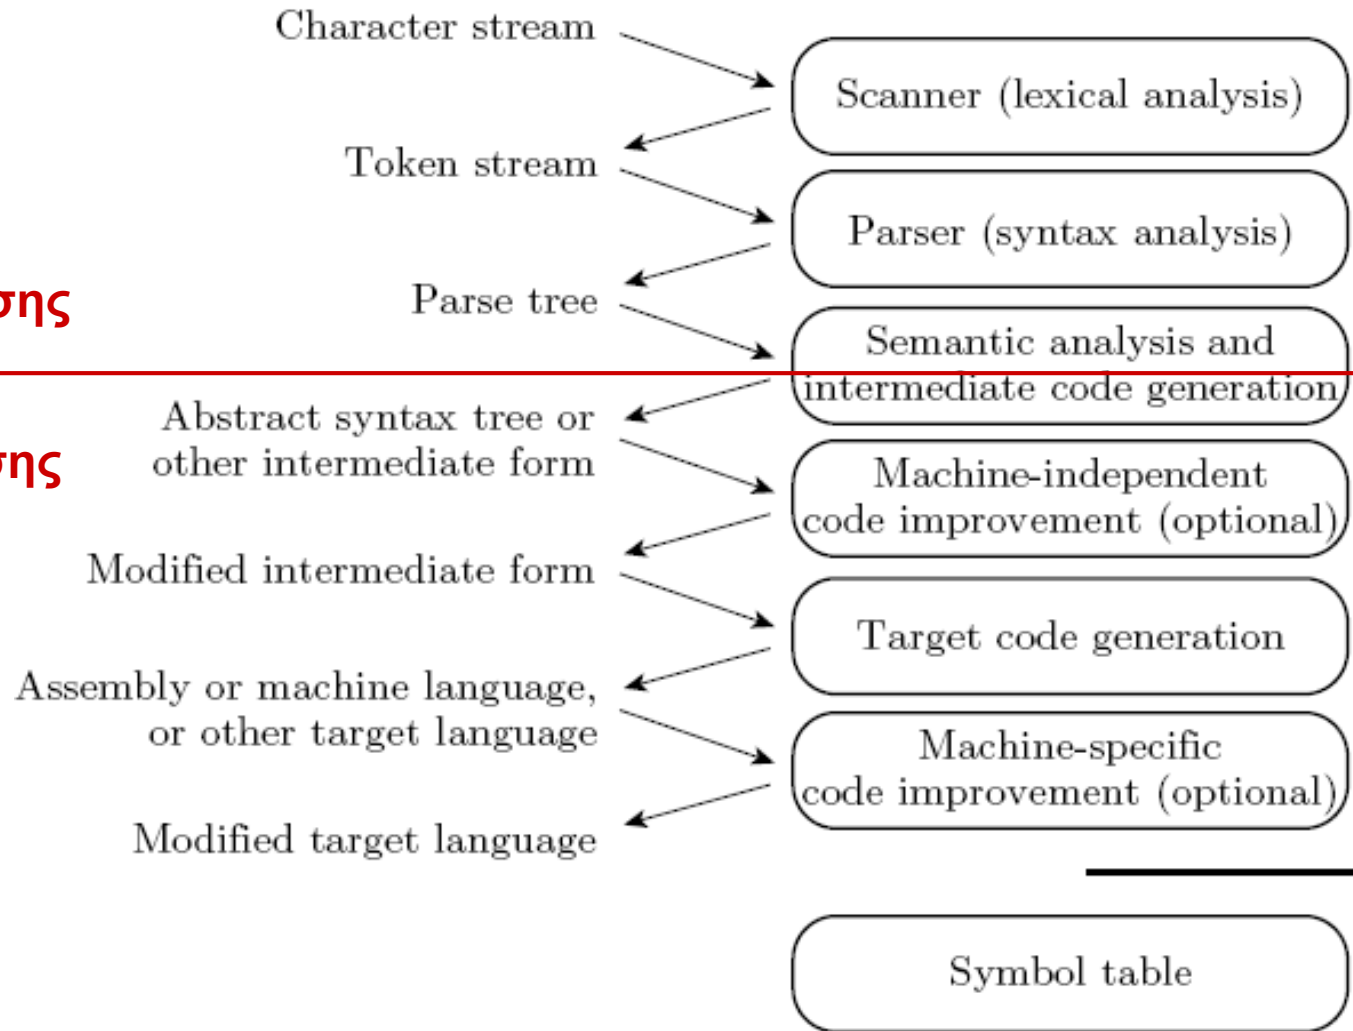 Character stream
Scanner (lexical analysis)
Token stream
Parser (syntax analysis)
Parse tree
σης
Semantic analysis and
intermediate code generation
Abstract syntax tree or
other intermediate form
σης
Machine-independent
code improvement (optional)
Modified intermediate form
Target code generation
Assembly or machine language,
or other target language
Machine-specific
code improvement (optional)
Modified target language
Symbol table